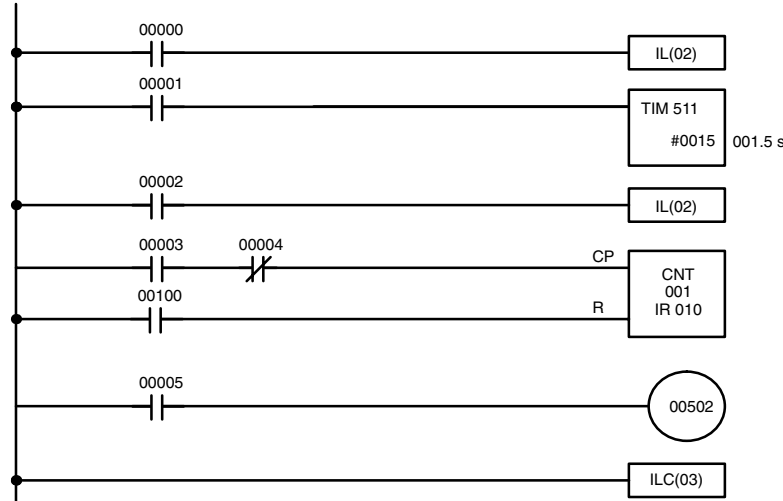 00000
IL(02)
00001
TIM 511
#0015 001.5 s
00002
IL(02)
00003 00004
CP
CNT
001
IR 010
00100
R
00005
00502
ILC(03)